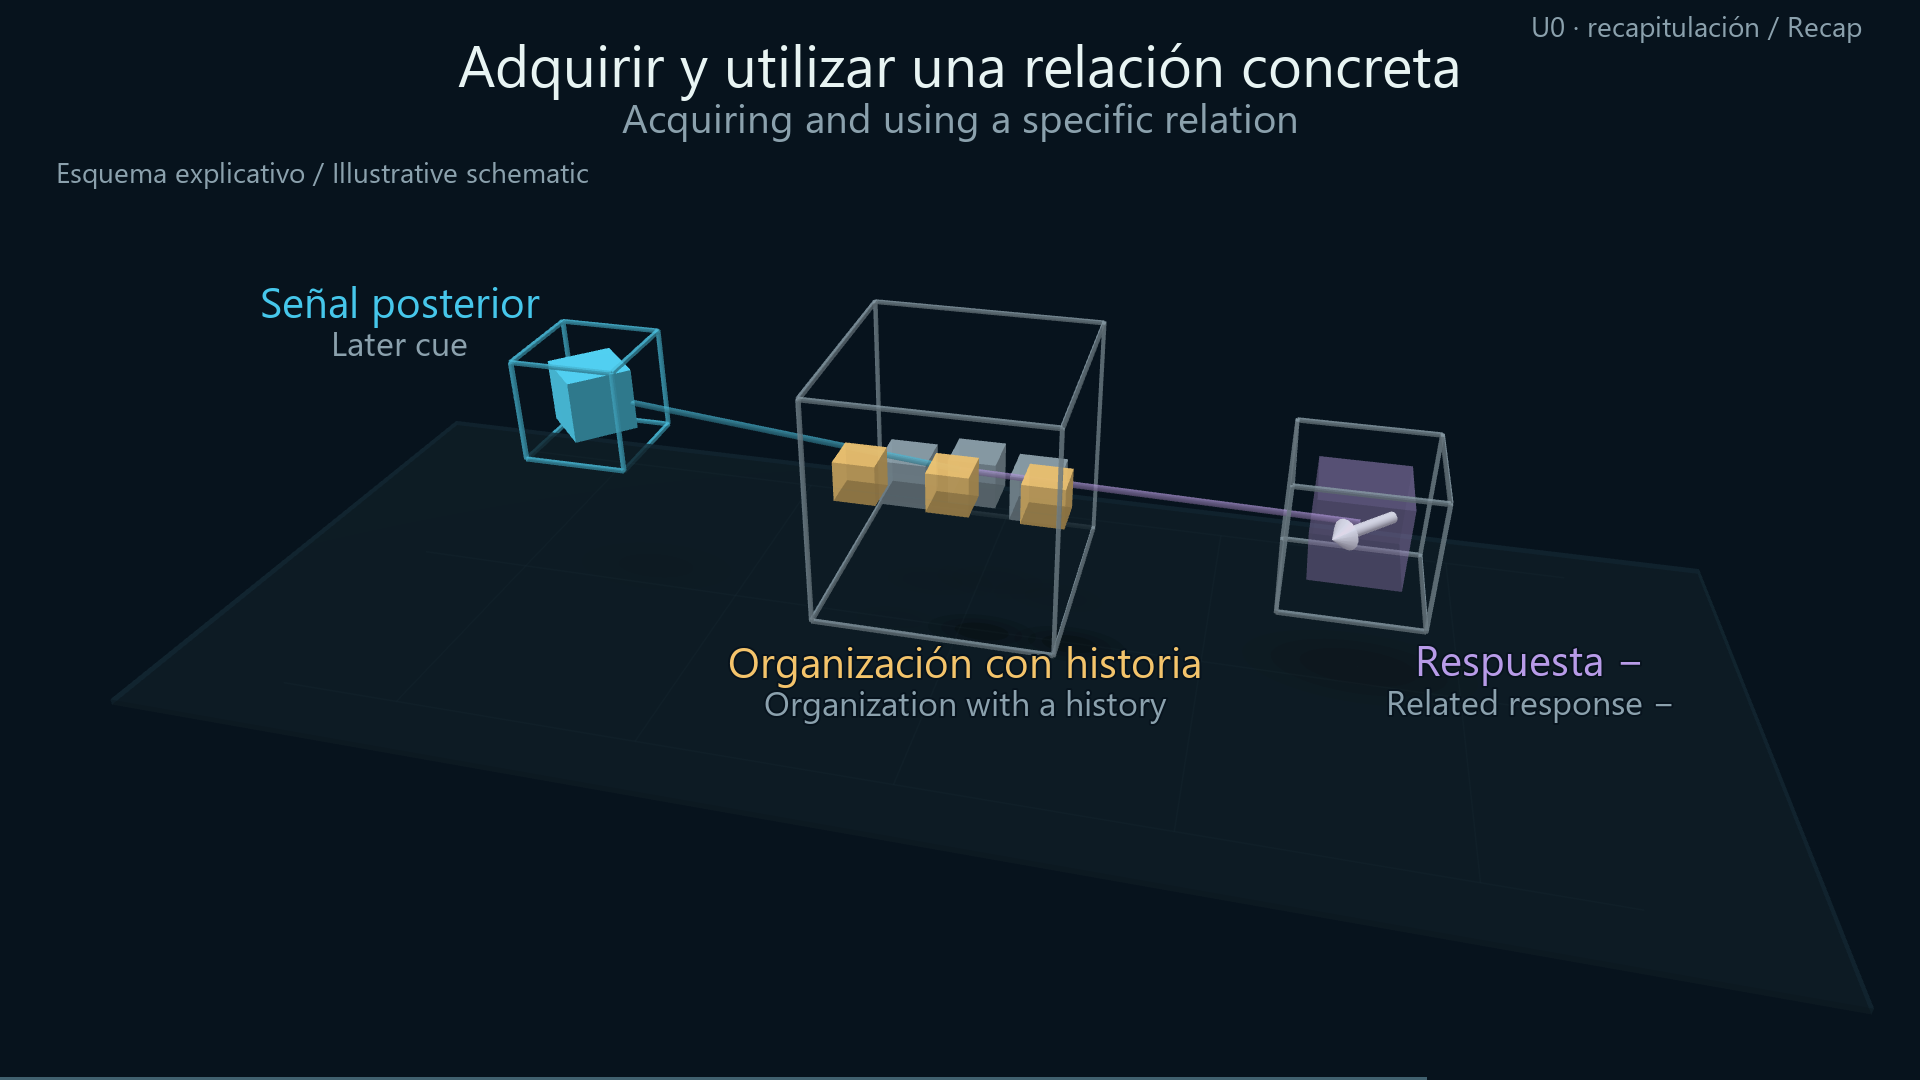 U0 · recapitulación / Recap
Adquirir y utilizar una relación concreta
Acquiring and using a specific relation
Esquema explicativo / Illustrative schematic
Señal posterior
Later cue
Organización con historia
Organization with a history
Respuesta −
Related response −